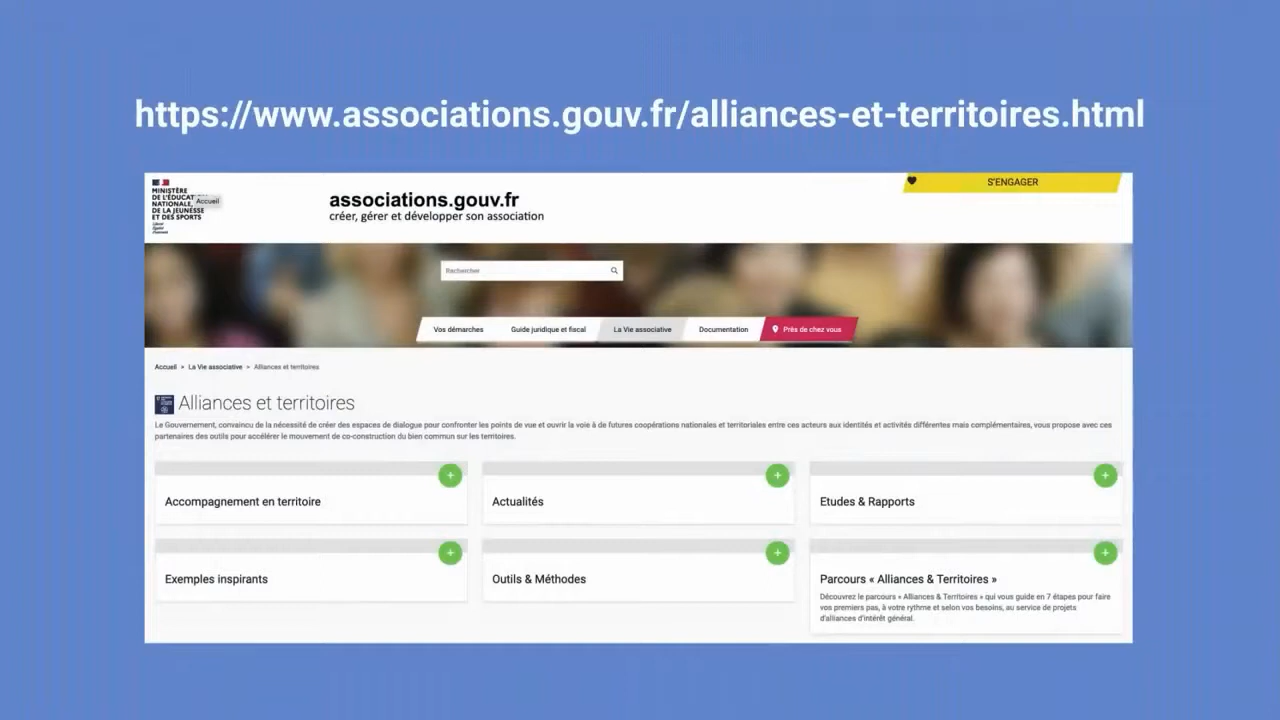 https://www.associations.gouv.fr/alliances-et-territoires.html
MINISTÈRE
DE L'ÉDUCAT
NATIONALE,
DE LA JEUNESSE
ET DES SPORTS
Accueil
associations.gouv.fr
créer, gérer et développer son association
S'ENGAGER
Rechercher
Vos démarches
Guide juridique et fiscal
La Vie associative
Documentation
Près de chez vous
Accueil > La Vie associative > Alliances et territoires
Alliances et territoires
Le Gouvernement, convaincu de la nécessité de créer des espaces de dialogue pour confronter les points de vue et ouvrir la voie à de futures coopérations nationales et territoriales entre ces acteurs aux identités et activités différentes mais complémentaires, vous propose avec ces
partenaires des outils pour accélérer le mouvement de co-construction du bien commun sur les territoires.
Accompagnement en territoire
Actualités
Etudes & Rapports
Exemples inspirants
Outils & Méthodes
Parcours « Alliances & Territoires »
Découvrez le parcours « Alliances & Territoires » qui vous guide en 7 étapes pour faire
vos premiers pas, à votre rythme et selon vos besoins, au service de projets
d'alliances d'intérêt général.